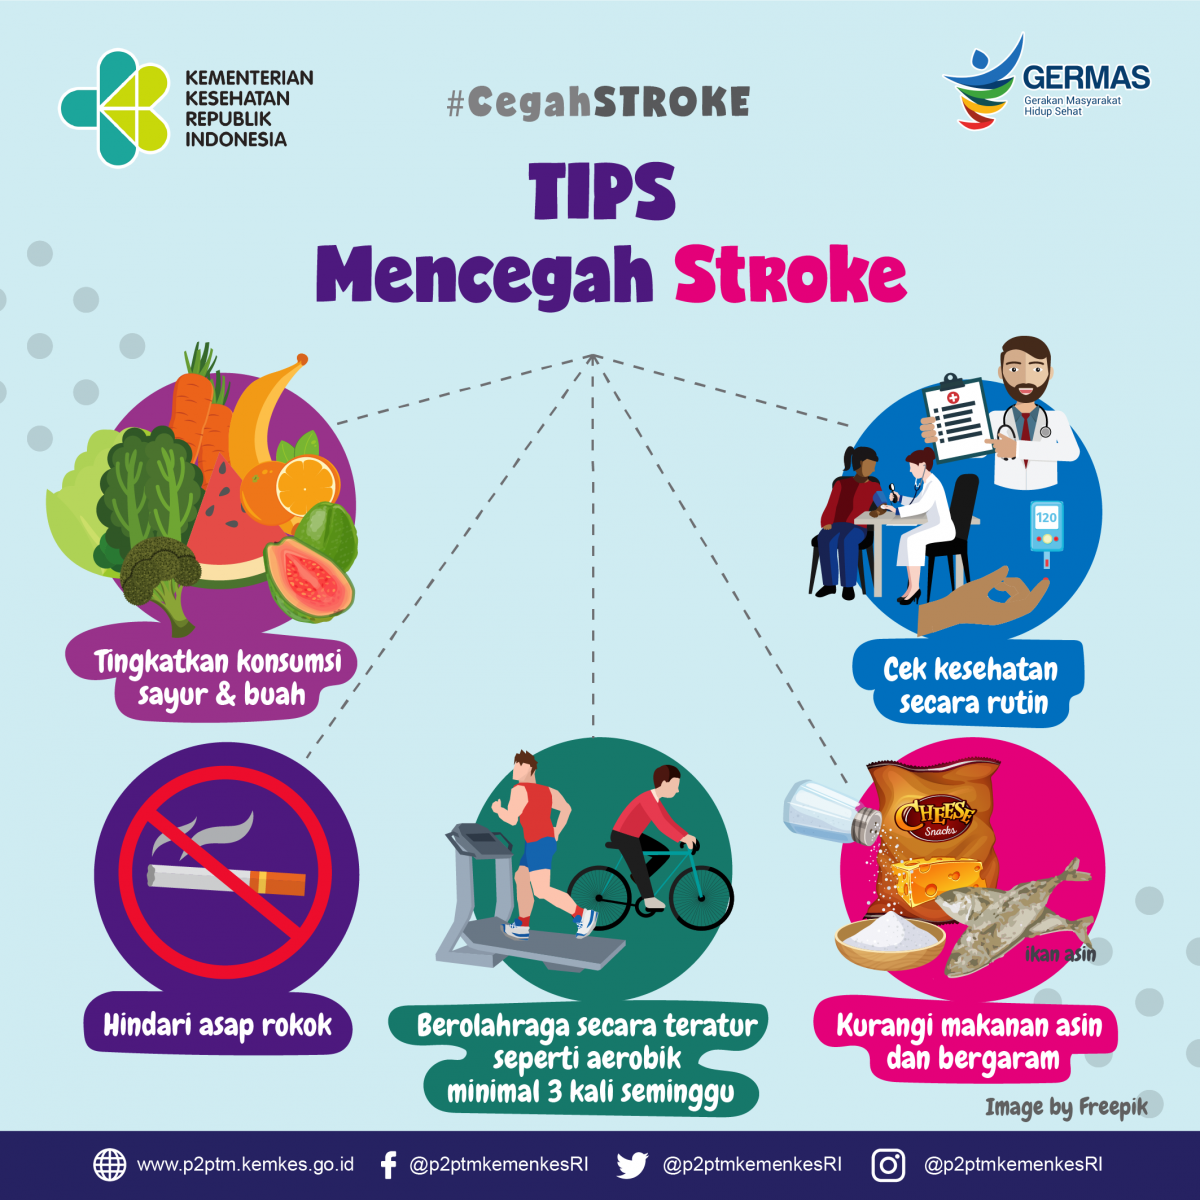 KEMENTERIAN
KESEHATAN
REPUBLIK
INDONESIA
#CegahSTROKE
GERMAS
Gerakan Masyarakat
Hidup Sehat
TIPS
Mencegah Stroke
Tingkatkan konsumsi
sayur & buah
120
Cek kesehatan
secara rutin
Hindari asap rokok
Berolahraga secara teratur
seperti aerobik
minimal 3 kali seminggu
CHEESE
Snacks
ikan asin
Kurangi makanan asin
dan bergaram
Image by Freepik
www.p2ptm.kemkes.go.id
@p2ptmkemenkesRI
@p2ptmkemenkesRI
@p2ptmkemenkesRI